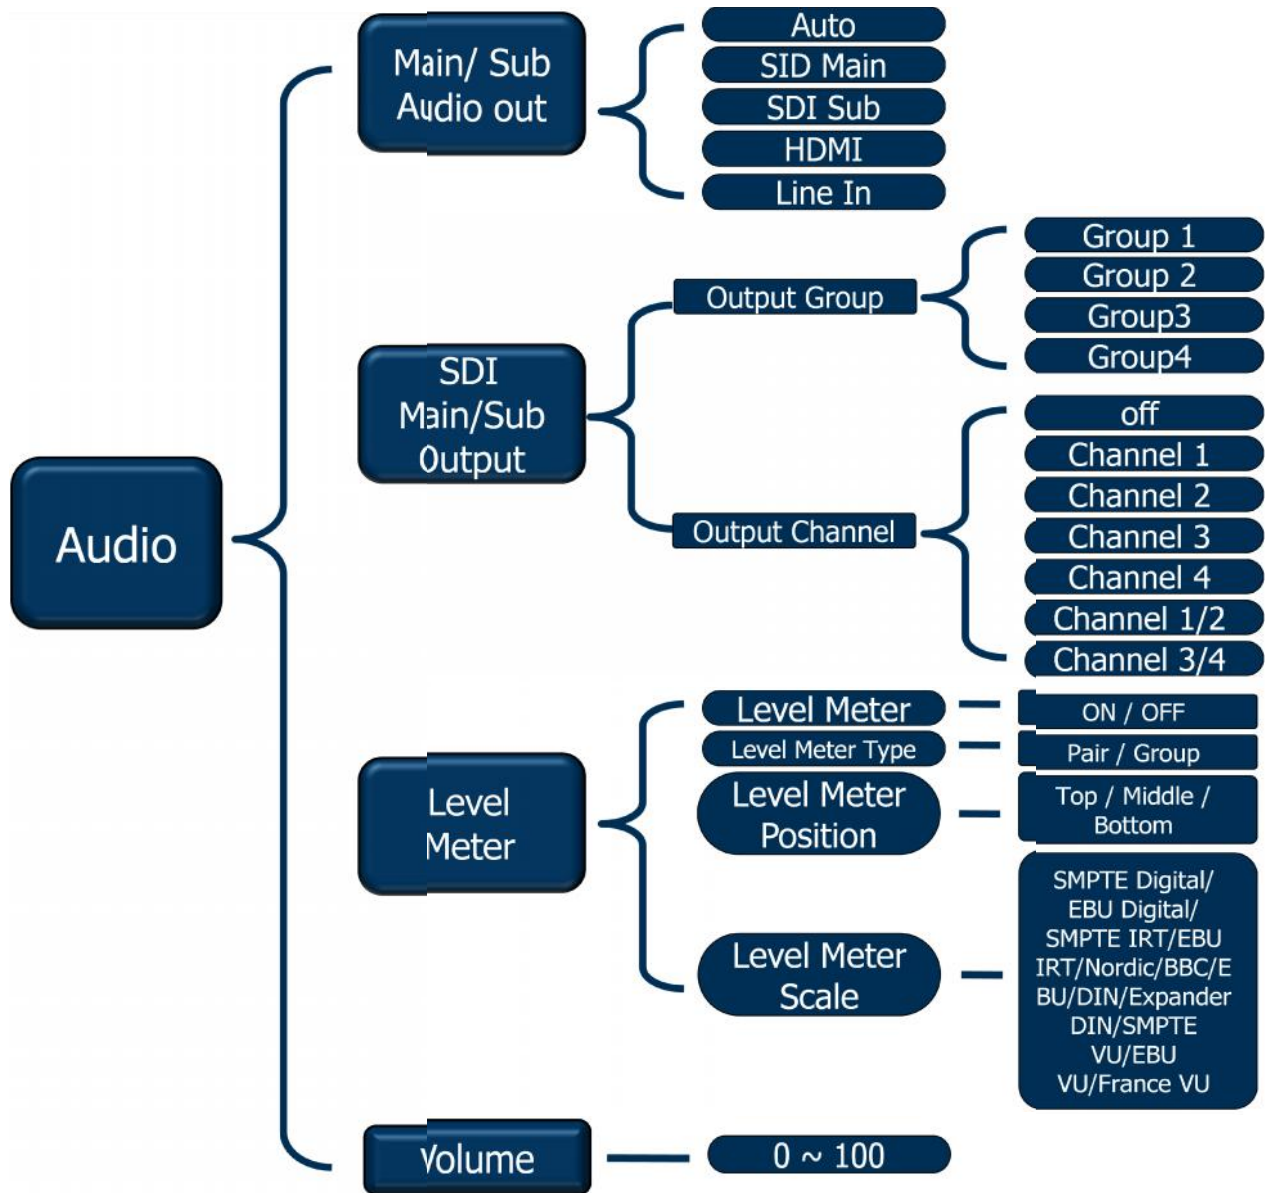 Audio
Main/ Sub
Audio out
Auto
SID Main
SDI Sub
HDMI
Line In
SDI
Main/Sub
Output
Output Group
Group 1
Group 2
Group3
Group4
Output Channel
off
Channel 1
Channel 2
Channel 3
Channel 4
Channel 1/2
Channel 3/4
Level
Meter
Level Meter
ON / OFF
Level Meter Type
Pair / Group
Level Meter
Position
Top / Middle /
Bottom
Level Meter
Scale
SMPTE Digital/
EBU Digital/
SMPTE IRT/EBU
IRT/Nordic/BBC/E
BU/DIN/Expander
DIN/SMPTE
VU/EBU
VU/France VU
Volume
0 ~ 100